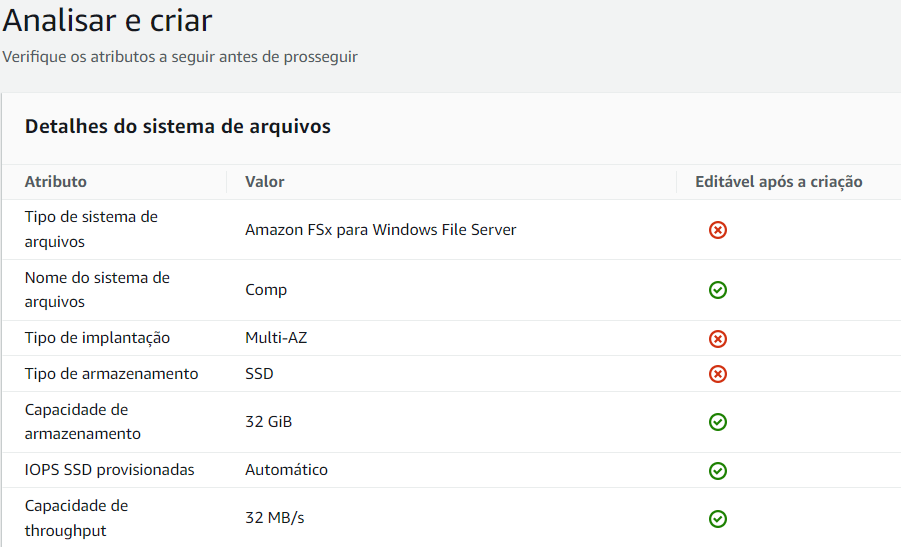 Analisar e criar
Verifique os atributos a seguir antes de prosseguir
Detalhes do sistema de arquivos
Atributo Valor Editável após a criação
Tipo de sistema de
arquivos
Amazon FSx para Windows File Server
Nome do sistema de
arquivos
Comp
Tipo de implantação Multi-AZ
Tipo de armazenamento SSD
Capacidade de
armazenamento
32 GiB
IOPS SSD provisionadas Automático
Capacidade de
throughput
32 MB/s